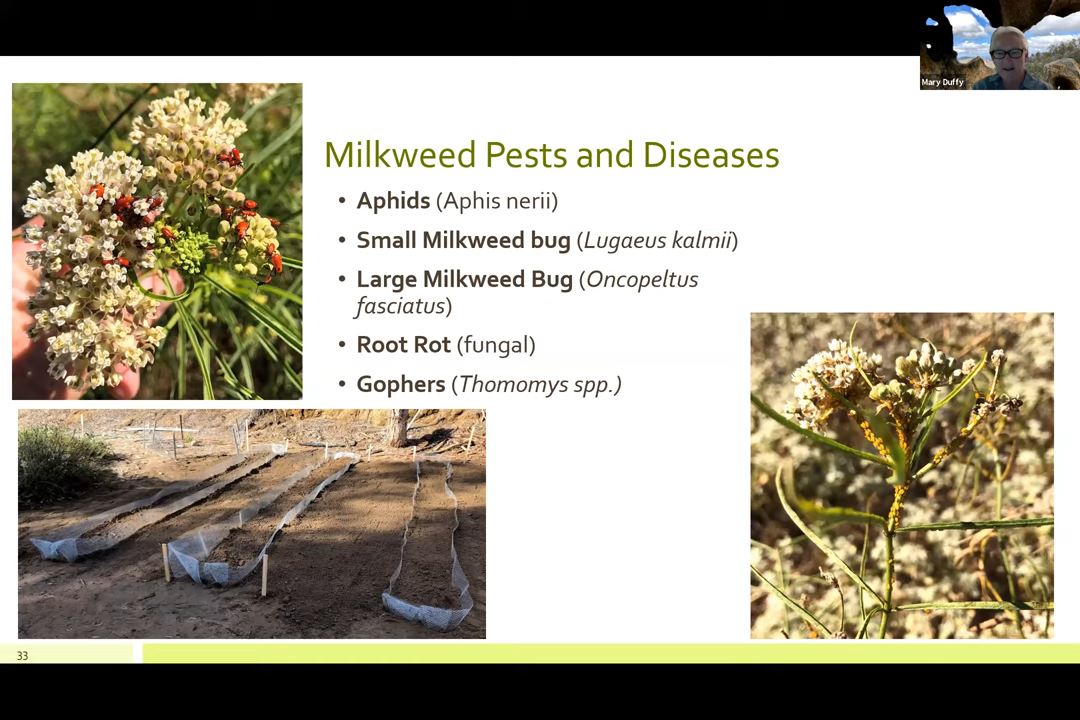 Mary Duffy
Milkweed Pests and Diseases
• Aphids (Aphis nerii)
• Small Milkweed bug (Lugaeus kalmii)
• Large Milkweed Bug (Oncopeltus
fasciatus)
• Root Rot (fungal)
• Gophers (Thomomys spp.)
33